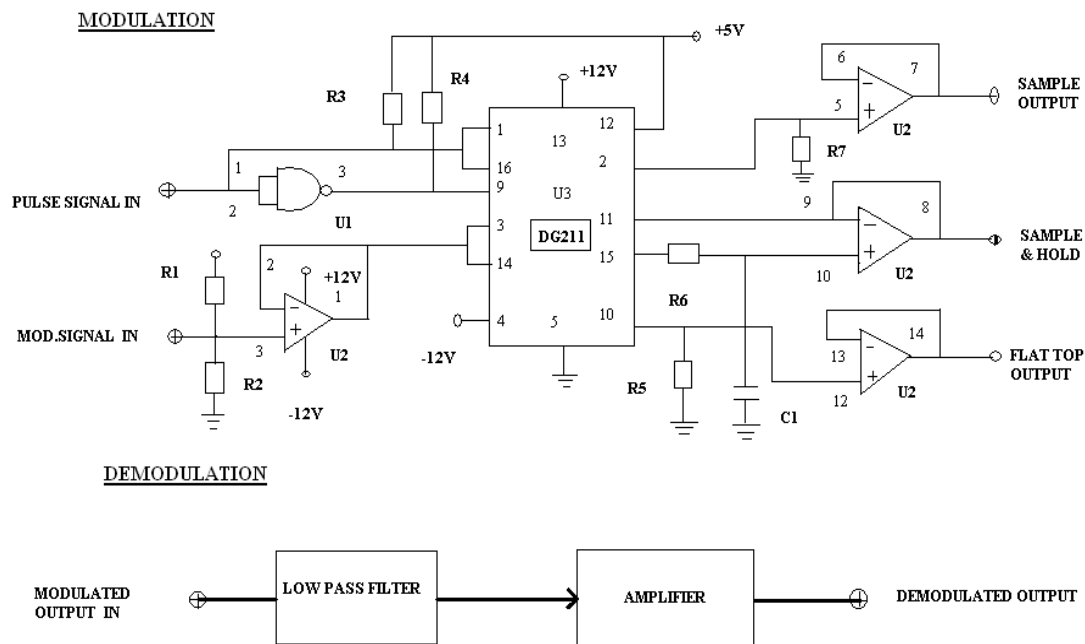 MODULATION
+5V
R3
R4
+12V
6
7
SAMPLE
OUTPUT
1
12
13
5
U2
R7
1
3
16
2
9
U3
PULSE SIGNAL IN
2
U1
3
11
9
8
DG211
SAMPLE
& HOLD
R1
2
+12V
14
15
10
U2
1
R6
MOD.SIGNAL IN
3
U2
4
5
10
14
-12V
13
FLAT TOP
OUTPUT
R2
R5
12
U2
-12V
C1
DEMODULATION
MODULATED
OUTPUT IN
LOW PASS FILTER
AMPLIFIER
DEMODULATED OUTPUT